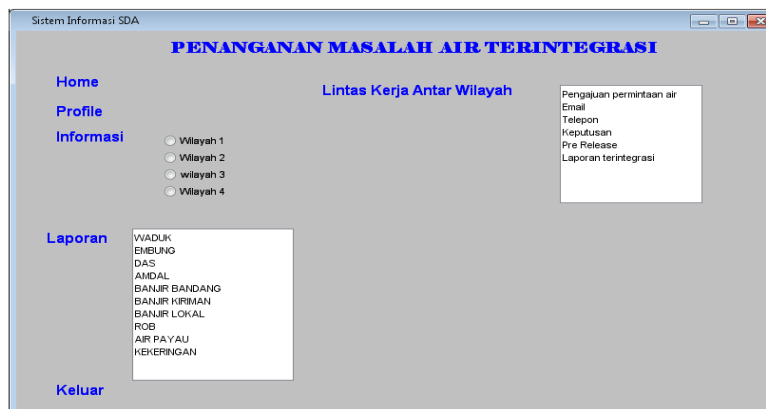 Sistem Informasi SDA
PENANGANAN MASALAH AIR TERINTEGRASI
Home
Profile
Informasi
Wilayah 1
Wilayah 2
wilayah 3
Wilayah 4
Lintas Kerja Antar Wilayah
Pengajuan permintaan air
Email
Telepon
Keputusan
Pre Release
Laporan terintegrasi
Laporan
WADUK
EMBUNG
DAS
AMDAL
BANJIR BANDANG
BANJIR KIRIMAN
BANJIR LOKAL
ROB
AIR PAYAU
KEKERINGAN
Keluar